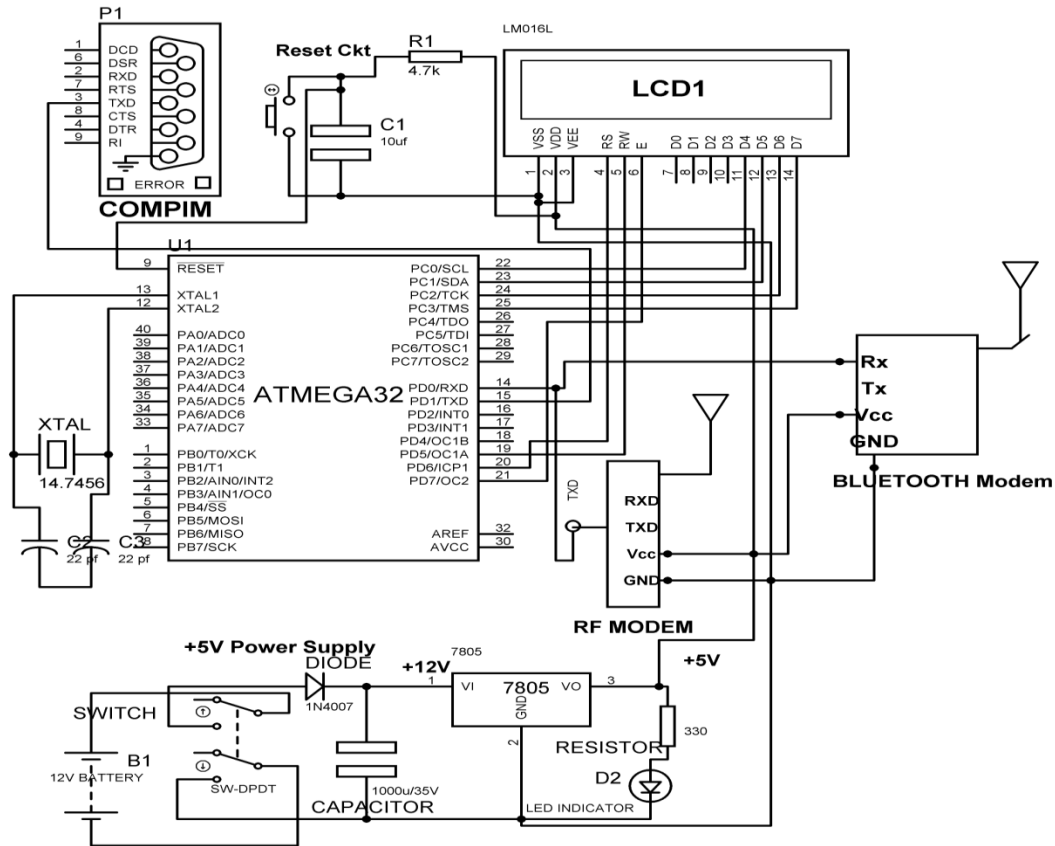 P1
1 DCD
6 DSR
2 RXD
7 RTS
3 TXD
8 CTS
4 DTR
9 RI
ERROR
COMPIM
Reset Ckt
R1
4.7k
C1
10uf
LM016L
LCD1
VSS VDD VEE RS RW E D0 D1 D2 D3 D4 D5 D6 D7
1 2 3 4 5 6 7 8 9 10 11 12 13 14
U1
ATMEGA32
9 RESET
13 XTAL1
12 XTAL2
40 PA0/ADC0
39 PA1/ADC1
38 PA2/ADC2
37 PA3/ADC3
36 PA4/ADC4
35 PA5/ADC5
34 PA6/ADC6
33 PA7/ADC7
1 PB0/T0/XCK
2 PB1/T1
3 PB2/AIN0/INT2
4 PB3/AIN1/OC0
5 PB4/SS
6 PB5/MOSI
7 PB6/MISO
8 PB7/SCK
PC0/SCL 22
PC1/SDA 23
PC2/TCK 24
PC3/TMS 25
PC4/TDO 26
PC5/TDI 27
PC6/TOSC1 28
PC7/TOSC2 29
PD0/RXD 14
PD1/TXD 15
PD2/INT0 16
PD3/INT1 17
PD4/OC1B 18
PD5/OC1A 19
PD6/ICP1 20
PD7/OC2 21
AREF 32
AVCC 30
XTAL
14.7456
C2
22 pf
C3
22 pf
TXD
RXD
TXD
Vcc
GND
RF MODEM
Rx
Tx
Vcc
GND
BLUETOOTH Modem
+5V Power Supply
DIODE
1N4007
+12V
7805
1 VI
7805
VO 3
GND
2
+5V
SWITCH
B1
12V BATTERY
SW-DPDT
1000u/35V
CAPACITOR
RESISTOR
330
D2
LED INDICATOR